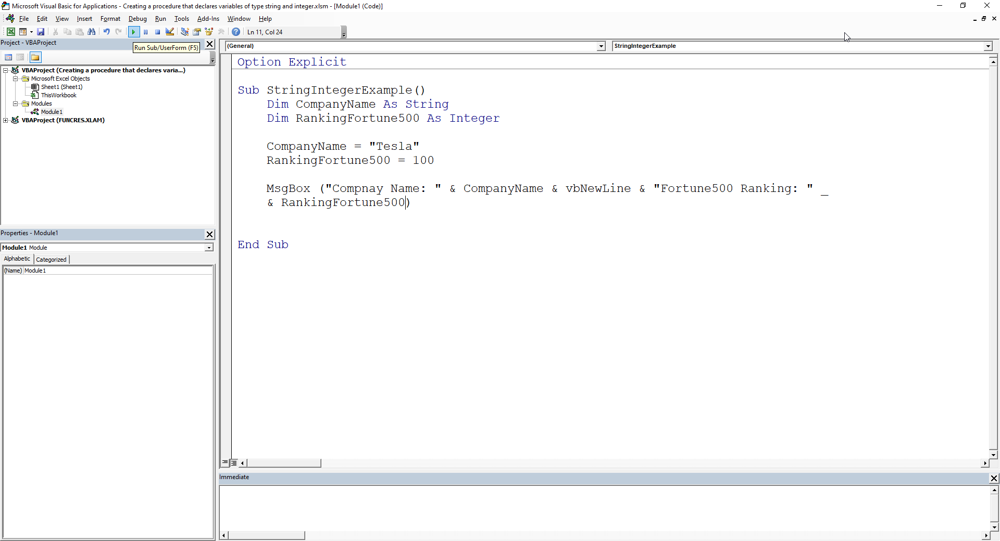 Microsoft Visual Basic for Applications - Creating a procedure that declares variables of type string and integer.xlsm - [Module1 (Code)]
File Edit View Insert Format Debug Run Tools Add-Ins Window Help
Ln 11, Col 24
Project - VBAProject
Run Sub/UserForm (F5)
(General)
StringIntegerExample
VBAProject (Creating a procedure that declares varia...)
Microsoft Excel Objects
Sheet1 (Sheet1)
ThisWorkbook
Modules
Module1
VBAProject (FUNCRES.XLAM)
Option Explicit
Sub StringIntegerExample()
Dim CompanyName As String
Dim RankingFortune500 As Integer
CompanyName = "Tesla"
RankingFortune500 = 100
MsgBox ("Compnay Name: " & CompanyName & vbNewLine & "Fortune500 Ranking: " _
& RankingFortune500)
End Sub
Properties - Module1
Module1 Module
Alphabetic Categorized
(Name) Module1
Immediate